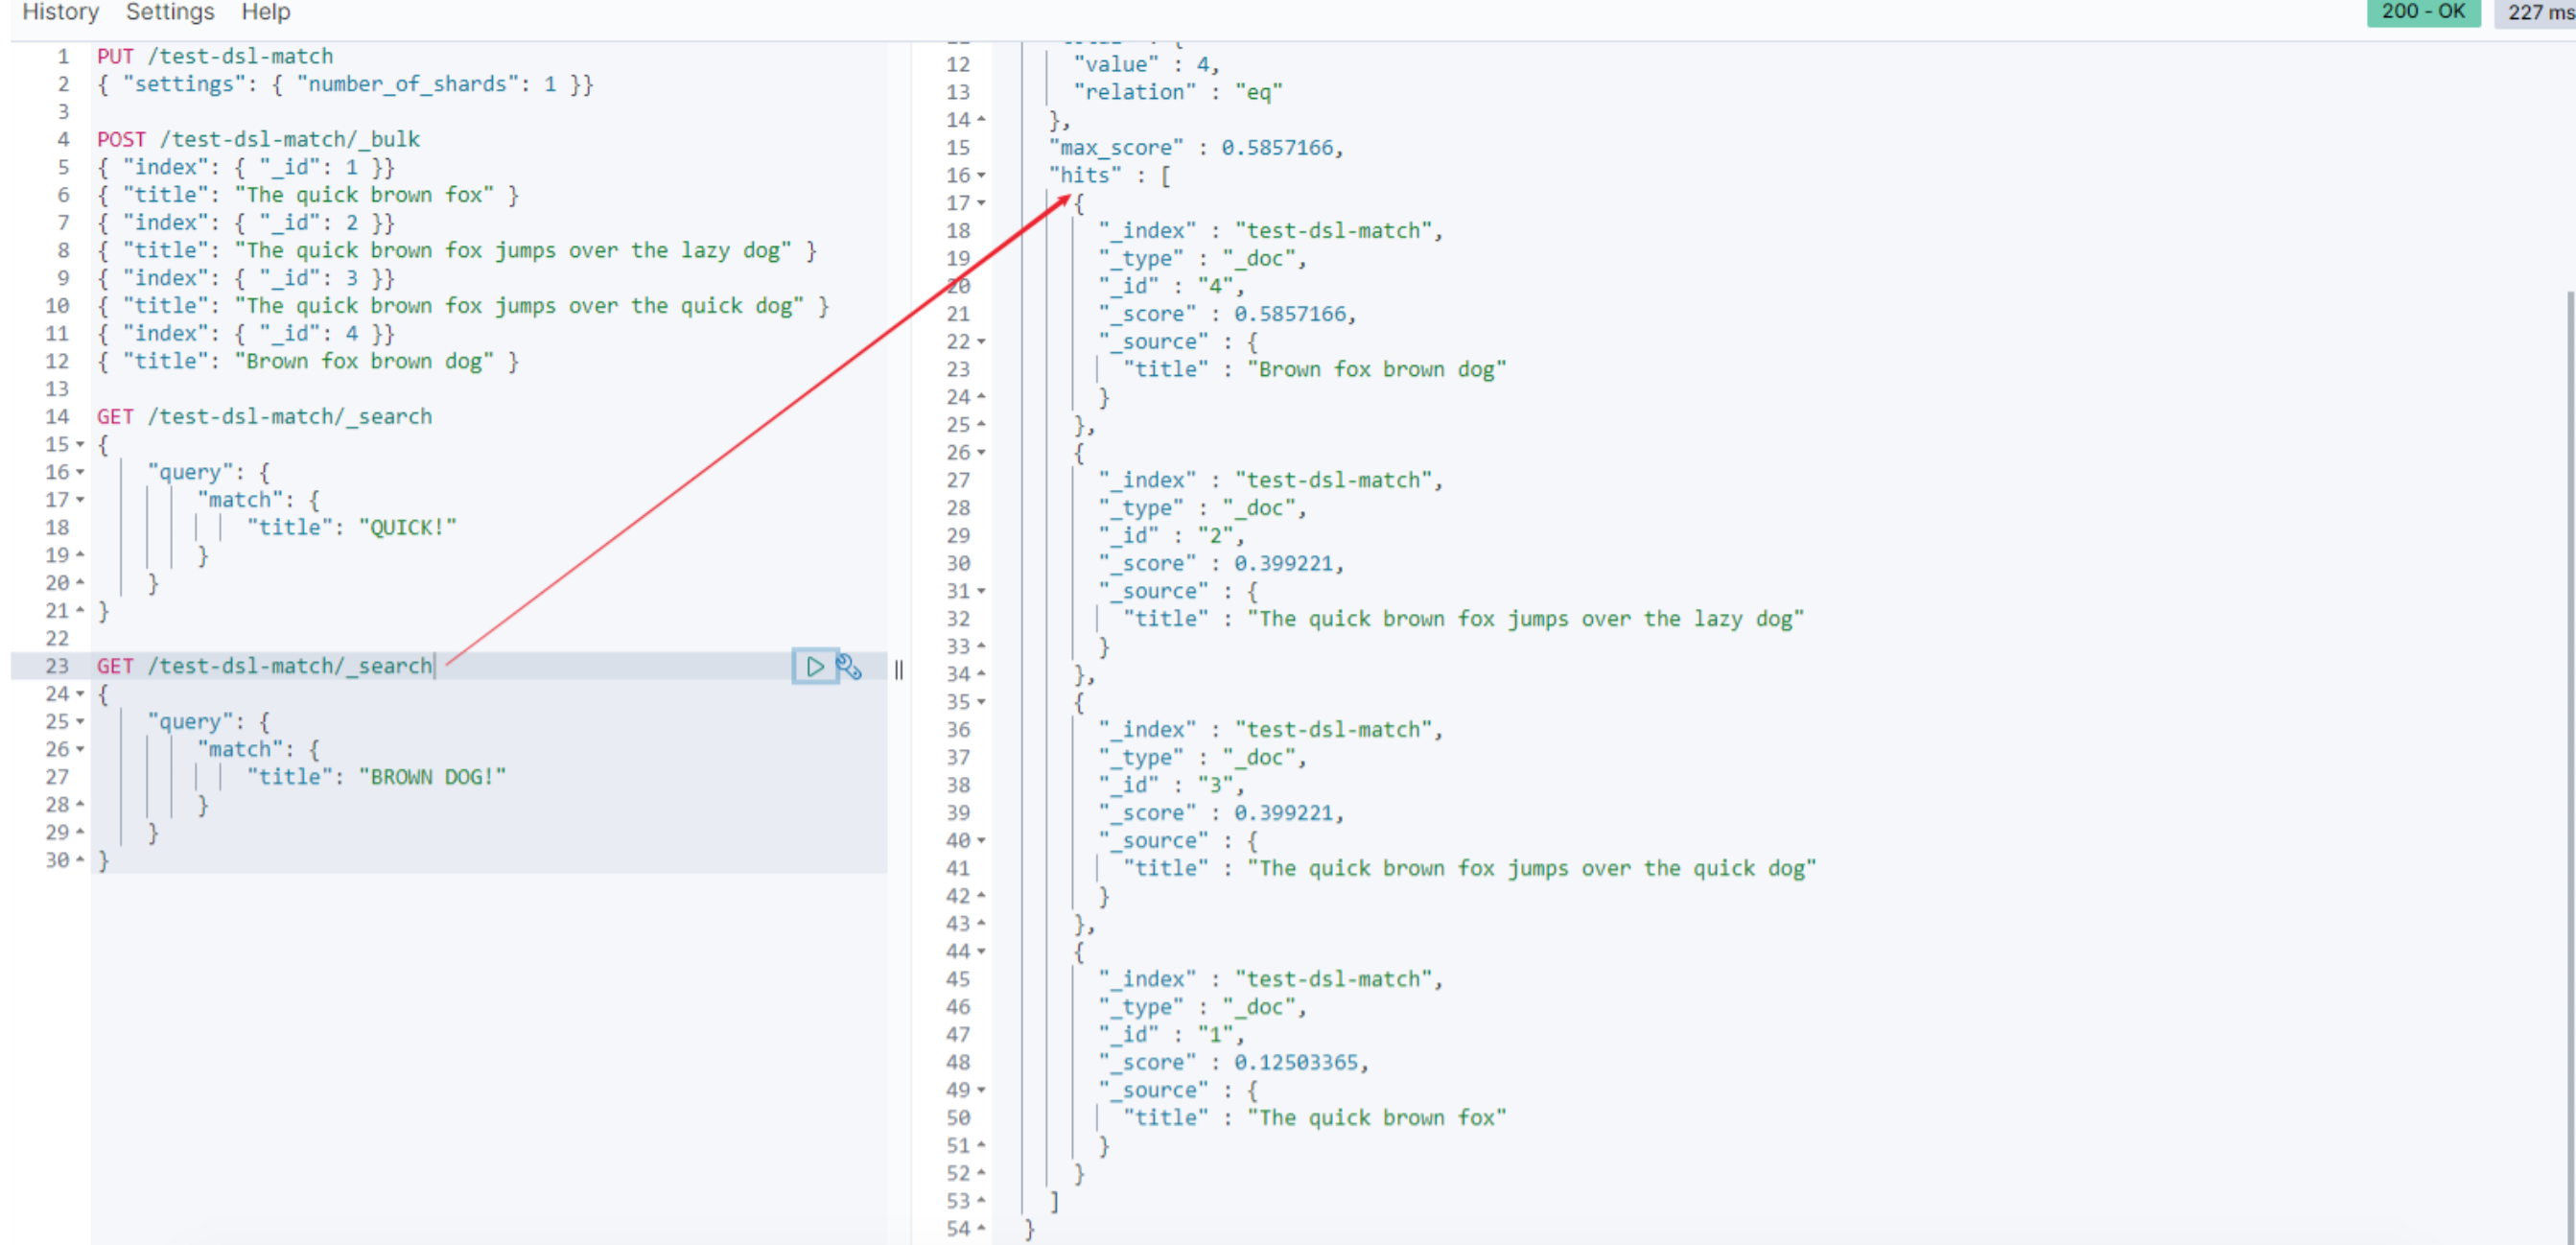 History Settings Help
200 - OK 227 ms
1 PUT /test-dsl-match
2 { "settings": { "number_of_shards": 1 }}
3
4 POST /test-dsl-match/_bulk
5 { "index": { "_id": 1 }}
6 { "title": "The quick brown fox" }
7 { "index": { "_id": 2 }}
8 { "title": "The quick brown fox jumps over the lazy dog" }
9 { "index": { "_id": 3 }}
10 { "title": "The quick brown fox jumps over the quick dog" }
11 { "index": { "_id": 4 }}
12 { "title": "Brown fox brown dog" }
13
14 GET /test-dsl-match/_search
15 {
16 "query": {
17 "match": {
18 "title": "QUICK!"
19 }
20 }
21 }
22
23 GET /test-dsl-match/_search
24 {
25 "query": {
26 "match": {
27 "title": "BROWN DOG!"
28 }
29 }
30 }
12 "value" : 4,
13 "relation" : "eq"
14 },
15 "max_score" : 0.5857166,
16 "hits" : [
17 {
18 "_index" : "test-dsl-match",
19 "_type" : "_doc",
20 "_id" : "4",
21 "_score" : 0.5857166,
22 "_source" : {
23 "title" : "Brown fox brown dog"
24 }
25 },
26 {
27 "_index" : "test-dsl-match",
28 "_type" : "_doc",
29 "_id" : "2",
30 "_score" : 0.399221,
31 "_source" : {
32 "title" : "The quick brown fox jumps over the lazy dog"
33 }
34 },
35 {
36 "_index" : "test-dsl-match",
37 "_type" : "_doc",
38 "_id" : "3",
39 "_score" : 0.399221,
40 "_source" : {
41 "title" : "The quick brown fox jumps over the quick dog"
42 }
43 },
44 {
45 "_index" : "test-dsl-match",
46 "_type" : "_doc",
47 "_id" : "1",
48 "_score" : 0.12503365,
49 "_source" : {
50 "title" : "The quick brown fox"
51 }
52 }
53 ]
54 }